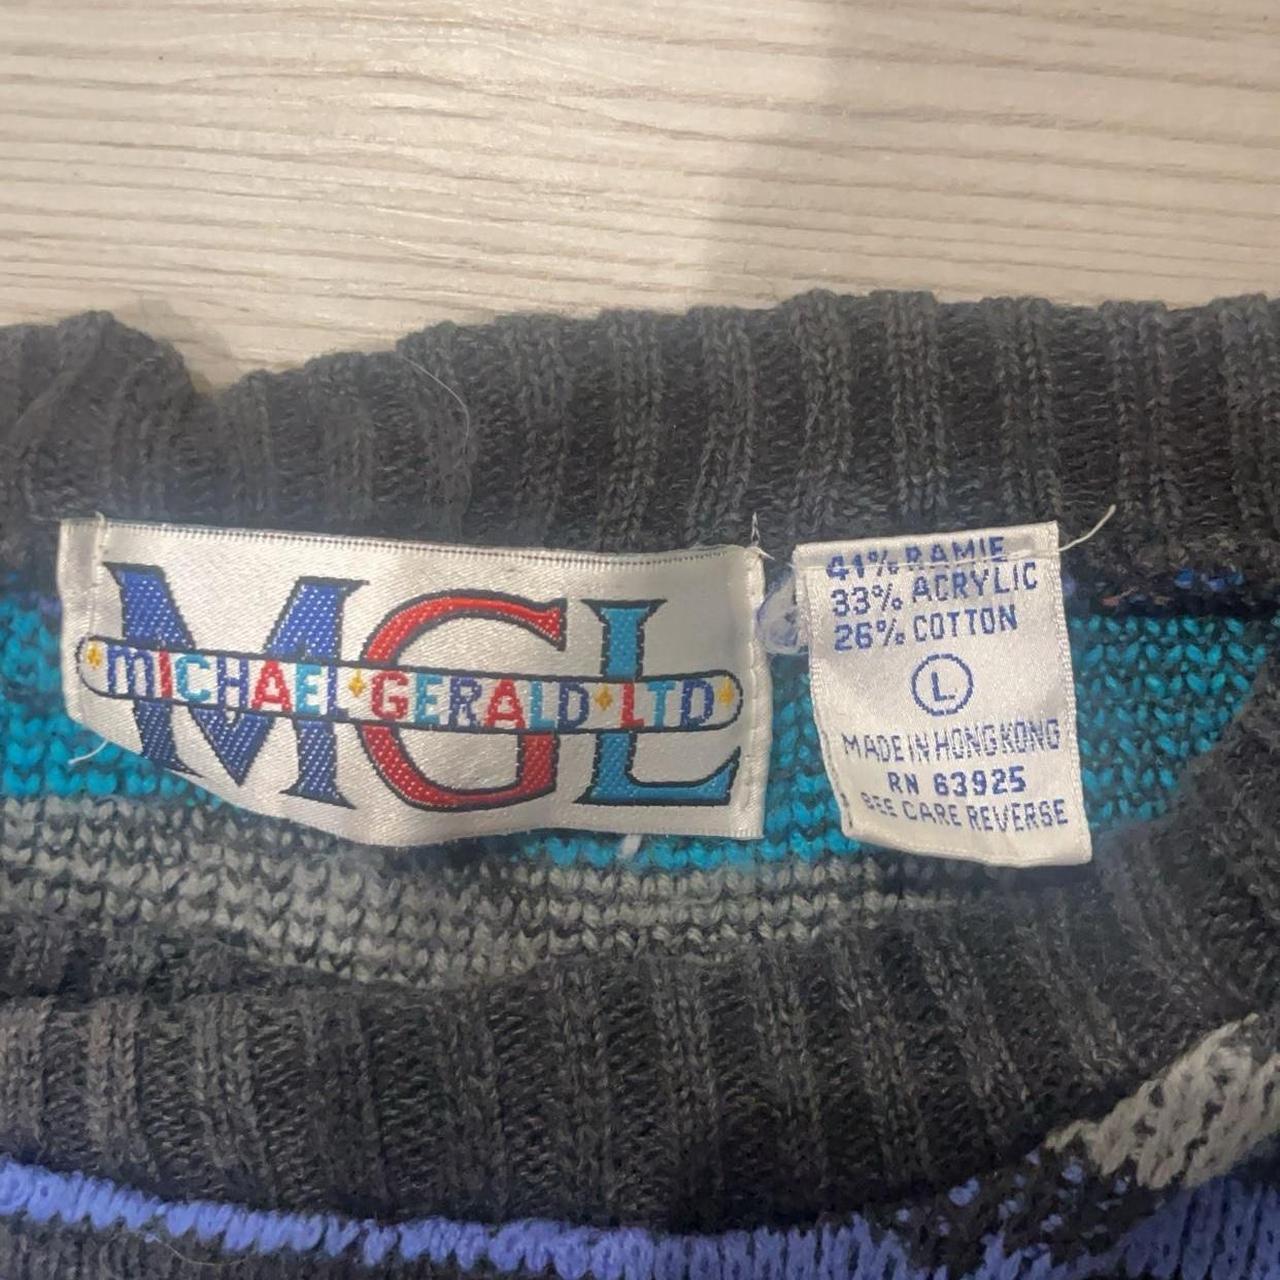 MGL
MICHAEL GERALD LTD
41% RAMIE
33% ACRYLIC
26% COTTON
L
MADE IN HONG KONG
RN 63925
SEE CARE REVERSE